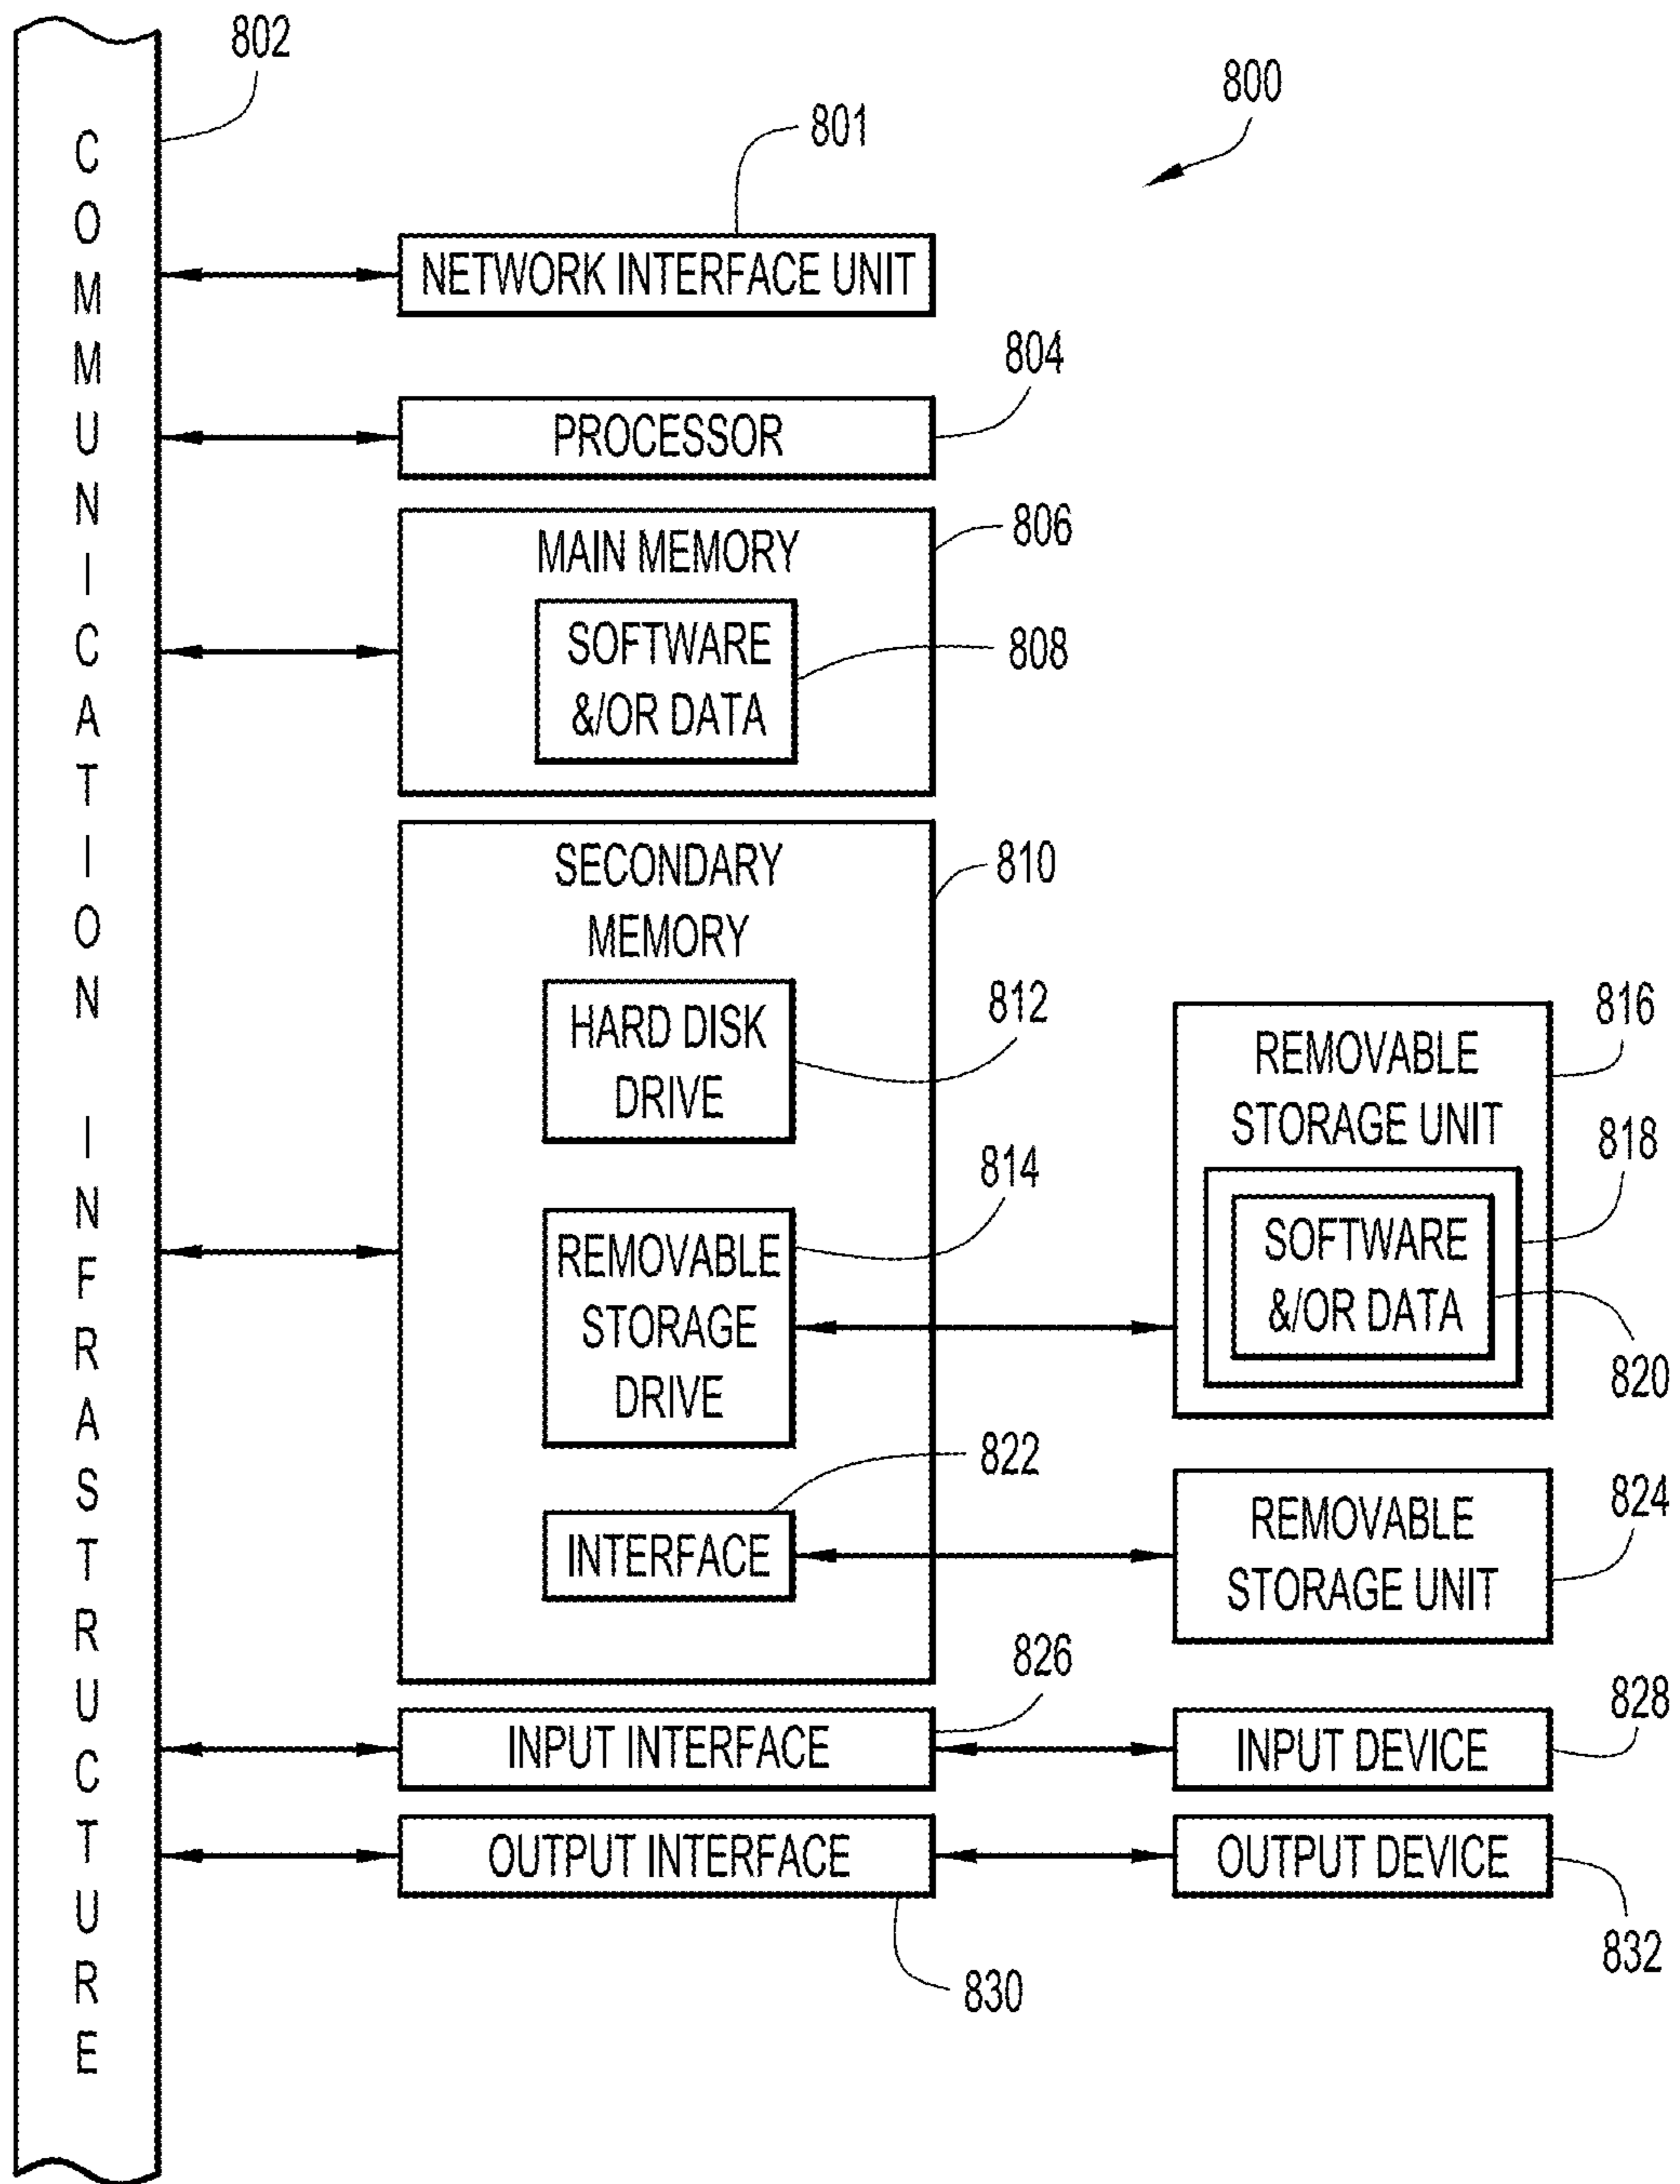 802
800
801
COMMUNICATION INFRASTRUCTURE
NETWORK INTERFACE UNIT
804
PROCESSOR
806
MAIN MEMORY
SOFTWARE
&/OR DATA
808
810
SECONDARY
MEMORY
812
HARD DISK
DRIVE
814
REMOVABLE
STORAGE
DRIVE
816
REMOVABLE
STORAGE UNIT
818
SOFTWARE
&/OR DATA
820
822
INTERFACE
824
REMOVABLE
STORAGE UNIT
826
INPUT INTERFACE
828
INPUT DEVICE
OUTPUT INTERFACE
830
OUTPUT DEVICE
832